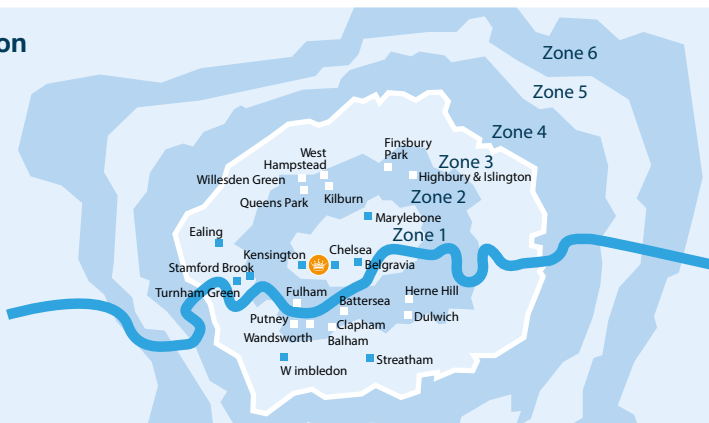 on
Zone 6
Zone 5
Zone 4
Finsbury
Park
West
Hampstead
Zone 3
Willesden Green
Highbury & Islington
Queens Park
Kilburn
Zone 2
Marylebone
Ealing
Zone 1
Kensington
Chelsea
Stamford Brook
Belgravia
Turnham Green
Fulham
Herne Hill
Battersea
Putney
Clapham
Dulwich
Wandsworth
Balham
Streatham
W imbledon